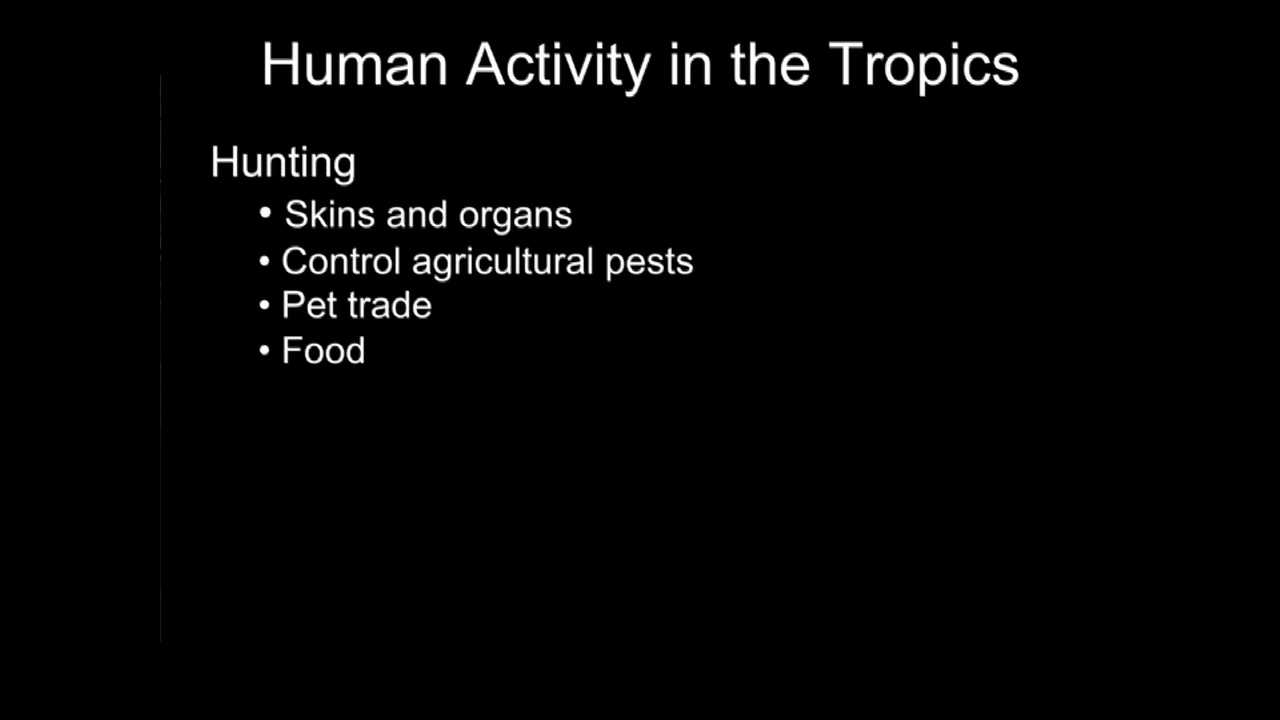 Human Activity in the Tropics
Hunting
• Skins and organs
• Control agricultural pests
• Pet trade
• Food